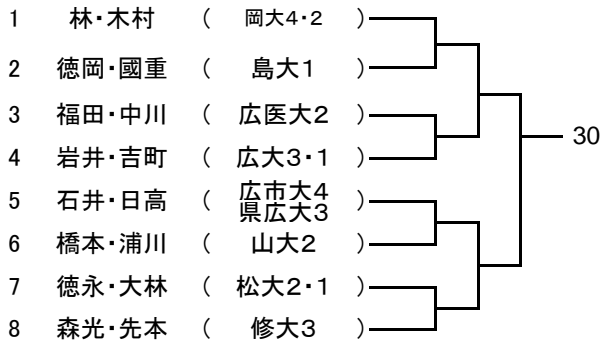 1 林・木村 ( 岡大4・2 )
2 徳岡・國重 ( 島大1 )
3 福田・中川 ( 広医大2 )
4 岩井・吉町 ( 広大3・1 )
5 石井・日高 ( 広市大4
県広大3 )
6 橋本・浦川 ( 山大2 )
7 徳永・大林 ( 松大2・1 )
8 森光・先本 ( 修大3 )
30